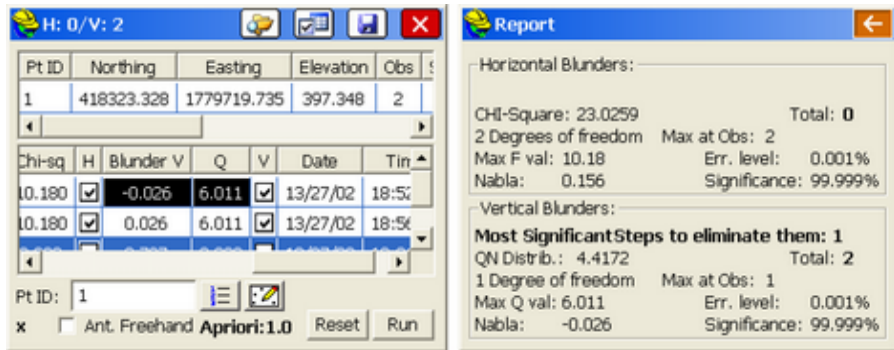 H: 0/V: 2
Pt ID Northing Easting Elevation Obs
1 418323.328 1779719.735 397.348 2
Chi-sq H Blunder V Q V Date Tim
10.180 -0.026 6.011 13/27/02 18:52
10.180 0.026 6.011 13/27/02 18:56
Pt ID: 1
x Ant. Freehand Apriori:1.0 Reset Run
Report
Horizontal Blunders:
CHI-Square: 23.0259 Total: 0
2 Degrees of freedom Max at Obs: 2
Max F val: 10.18 Err. level: 0.001%
Nabla: 0.156 Significance: 99.999%
Vertical Blunders:
Most SignificantSteps to eliminate them: 1
QN Distrib.: 4.4172 Total: 2
1 Degree of freedom Max at Obs: 1
Max Q val: 6.011 Err. level: 0.001%
Nabla: -0.026 Significance: 99.999%